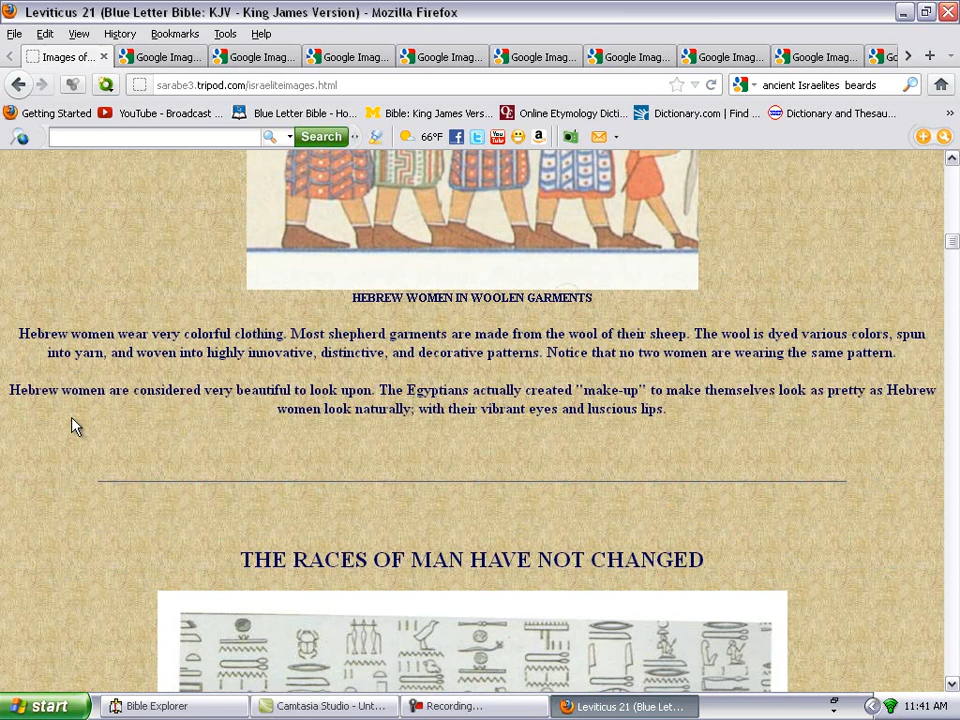 Leviticus 21 (Blue Letter Bible: KJV - King James Version) - Mozilla Firefox
File Edit View History Bookmarks Tools Help
Images of... Google Imag... Google Imag... Google Imag... Google Imag... Google Imag... Google Imag... Google Imag... Google Imag... Go
sarabe3.tripod.com/israeliteimages.html ancient Israelites beards
Getting Started YouTube - Broadcast ... Blue Letter Bible - Ho... Bible: King James Vers... Online Etymology Dicti... Dictionary.com | Find ... Dictionary and Thesau...
Search 66°F
HEBREW WOMEN IN WOOLEN GARMENTS
Hebrew women wear very colorful clothing. Most shepherd garments are made from the wool of their sheep. The wool is dyed various colors, spun
into yarn, and woven into highly innovative, distinctive, and decorative patterns. Notice that no two women are wearing the same pattern.
Hebrew women are considered very beautiful to look upon. The Egyptians actually created "make-up" to make themselves look as pretty as Hebrew
women look naturally; with their vibrant eyes and luscious lips.
THE RACES OF MAN HAVE NOT CHANGED
start Bible Explorer Camtasia Studio - Unt... Recording... Leviticus 21 (Blue Let... 11:41 AM